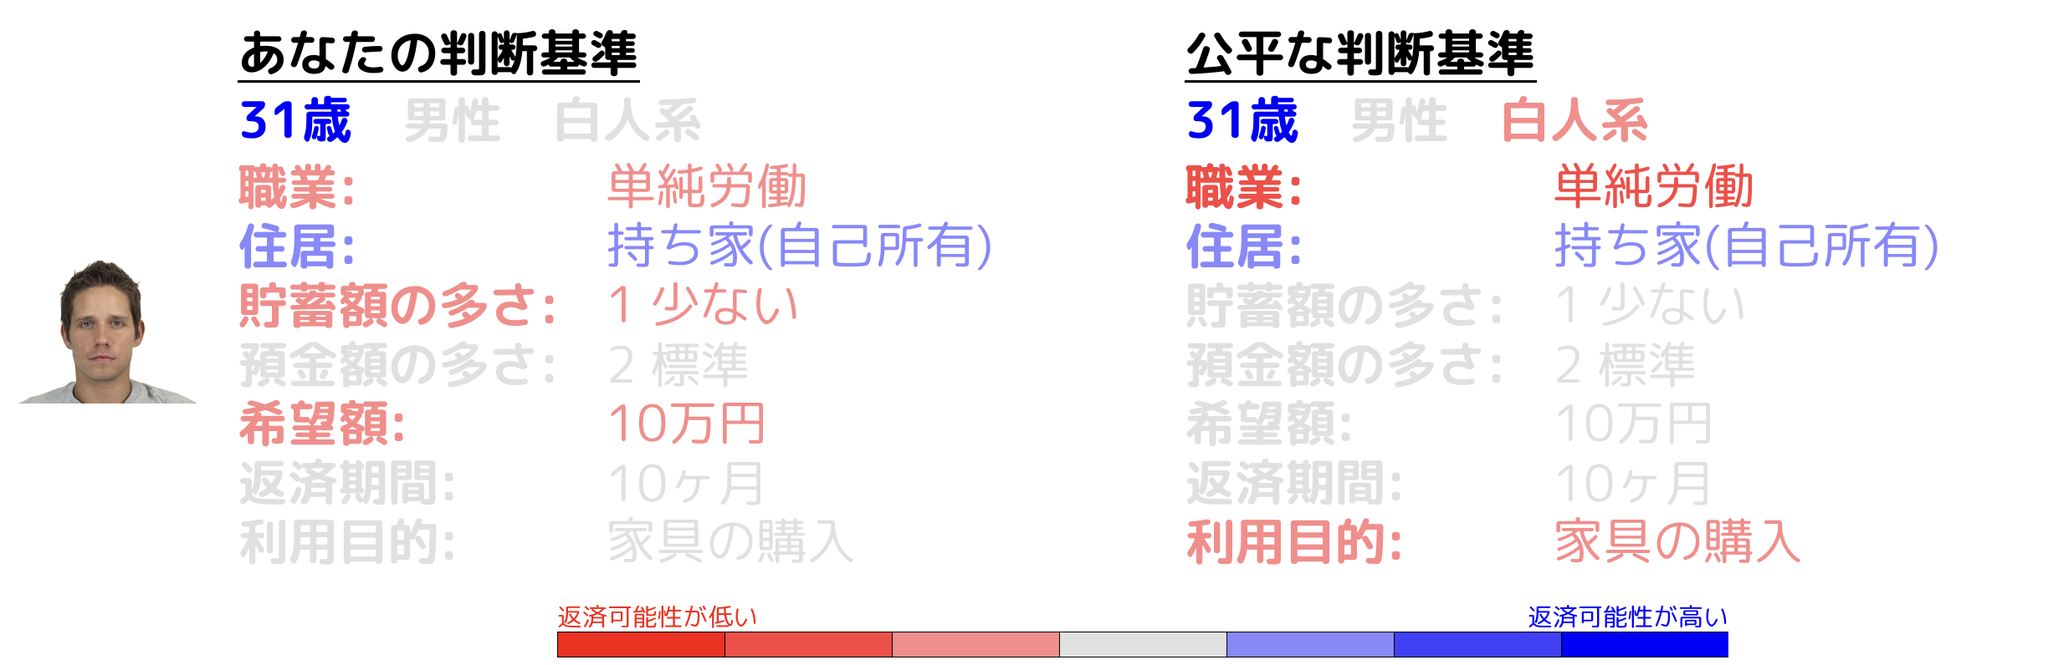 あなたの判断基準
31歳 男性 白人系
職業: 単純労働
住居: 持ち家(自己所有)
貯蓄額の多さ: 1 少ない
預金額の多さ: 2 標準
希望額: 10万円
返済期間: 10ヶ月
利用目的: 家具の購入
公平な判断基準
31歳 男性 白人系
職業: 単純労働
住居: 持ち家(自己所有)
貯蓄額の多さ: 1 少ない
預金額の多さ: 2 標準
希望額: 10万円
返済期間: 10ヶ月
利用目的: 家具の購入
返済可能性が低い
返済可能性が高い